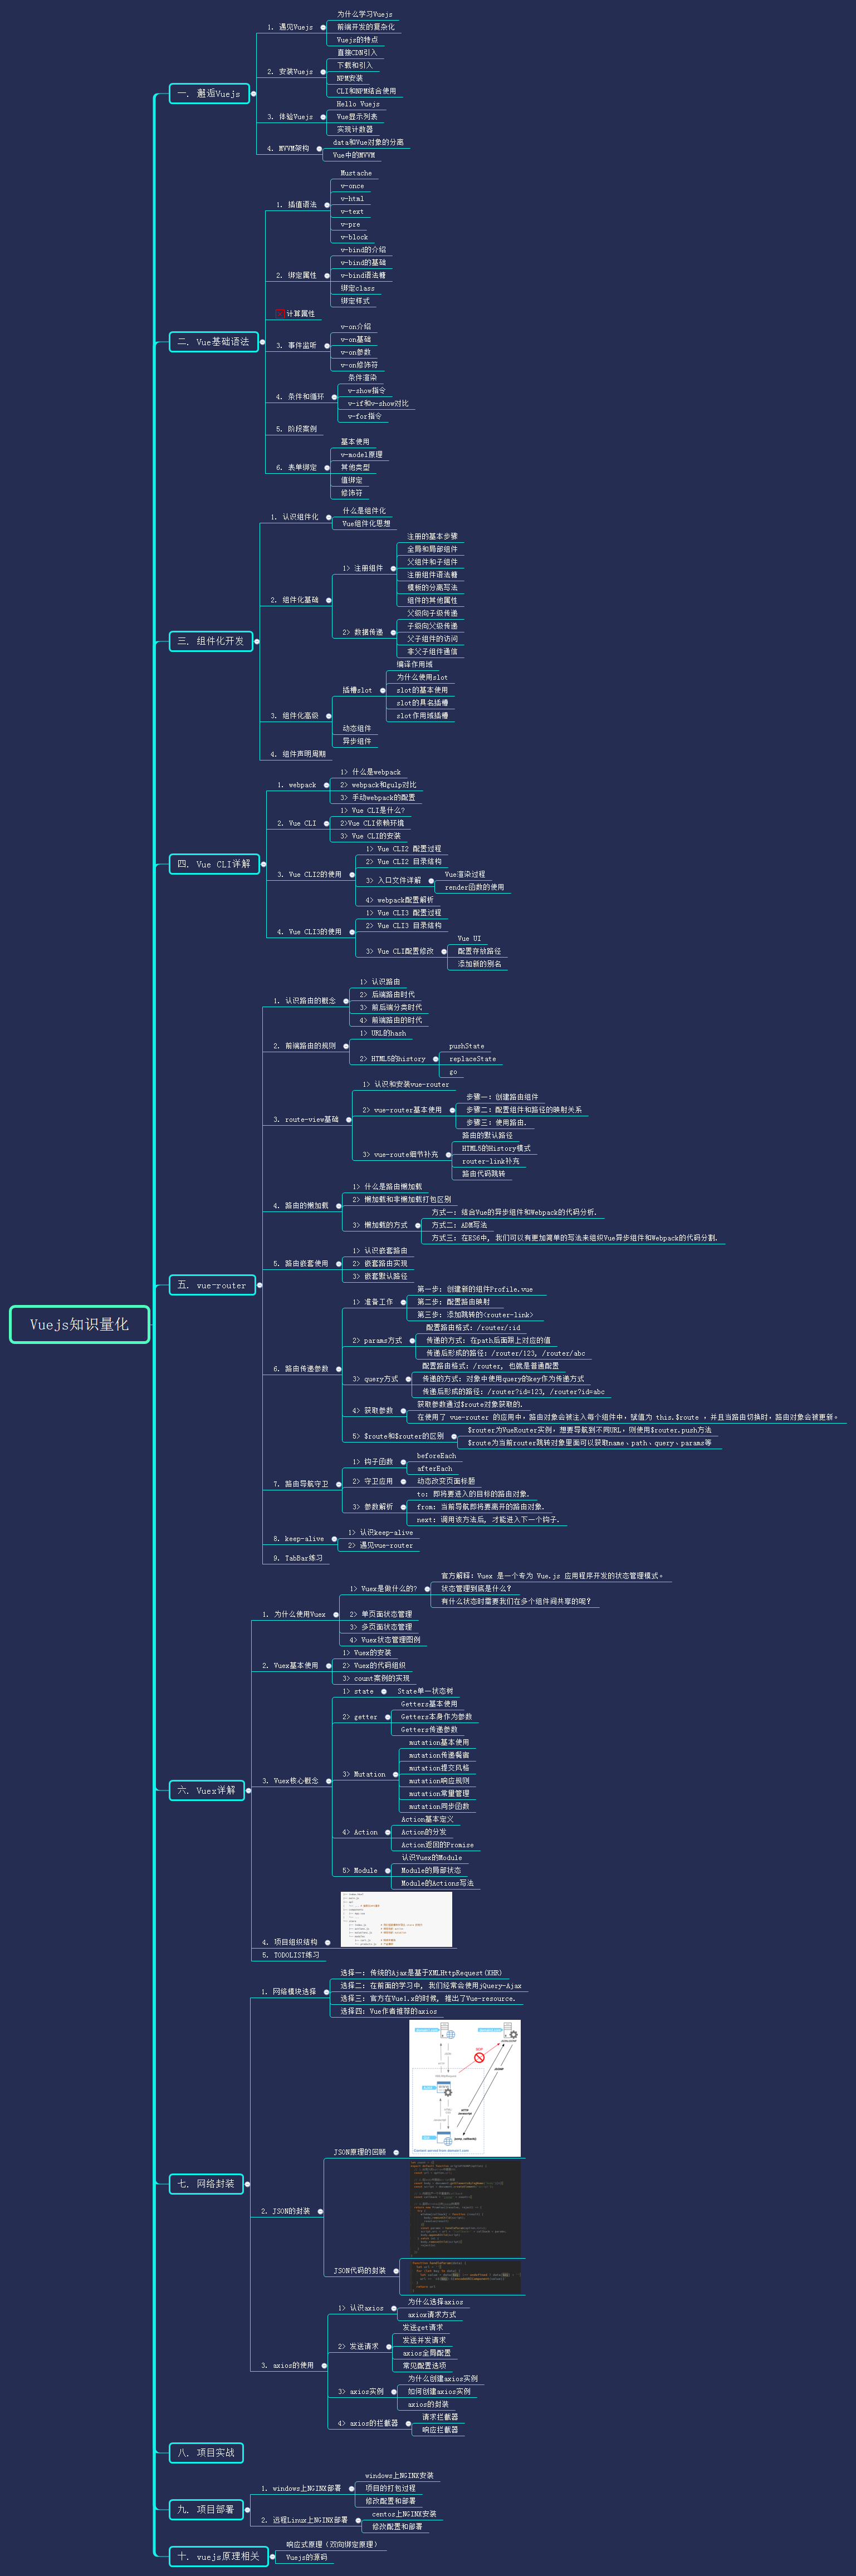 Vuejs知识量化
一. 邂逅Vuejs
1. 遇见Vuejs
为什么学习Vuejs
前端开发的复杂化
Vuejs的特点
2. 安装Vuejs
直接CDN引入
下载和引入
NPM安装
CLI和NPM结合使用
3. 体验Vuejs
Hello Vuejs
Vue显示列表
实现计数器
4. MVVM架构
data和Vue对象的分离
Vue中的MVVM
二. Vue基础语法
1. 插值语法
Mustache
v-once
v-html
v-text
v-pre
v-block
2. 绑定属性
v-bind的介绍
v-bind的基础
v-bind语法糖
绑定class
绑定样式
计算属性
3. 事件监听
v-on介绍
v-on基础
v-on参数
v-on修饰符
4. 条件和循环
条件渲染
v-show指令
v-if和v-show对比
v-for指令
5. 阶段案例
6. 表单绑定
基本使用
v-model原理
其他类型
值绑定
修饰符
三. 组件化开发
1. 认识组件化
什么是组件化
Vue组件化思想
2. 组件化基础
1> 注册组件
注册的基本步骤
全局和局部组件
父组件和子组件
注册组件语法糖
模板的分离写法
组件的其他属性
2> 数据传递
父级向子级传递
子级向父级传递
父子组件的访问
非父子组件通信
3. 组件化高级
插槽slot
编译作用域
为什么使用slot
slot的基本使用
slot的具名插槽
slot作用域插槽
动态组件
异步组件
4. 组件声明周期
四. Vue CLI详解
1. webpack
1> 什么是webpack
2> webpack和gulp对比
3> 手动webpack的配置
2. Vue CLI
1> Vue CLI是什么?
2>Vue CLI依赖环境
3> Vue CLI的安装
3. Vue CLI2的使用
1> Vue CLI2 配置过程
2> Vue CLI2 目录结构
3> 入口文件详解
Vue渲染过程
render函数的使用
4> webpack配置解析
4. Vue CLI3的使用
1> Vue CLI3 配置过程
2> Vue CLI3 目录结构
3> Vue CLI配置修改
Vue UI
配置存放路径
添加新的别名
五. vue-router
1. 认识路由的概念
1> 认识路由
2> 后端路由时代
3> 前后端分类时代
4> 前端路由的时代
2. 前端路由的规则
1> URL的hash
2> HTML5的history
pushState
replaceState
go
3. route-view基础
1> 认识和安装vue-router
2> vue-router基本使用
步骤一: 创建路由组件
步骤二: 配置组件和路径的映射关系
步骤三: 使用路由.
3> vue-route细节补充
路由的默认路径
HTML5的History模式
router-link补充
路由代码跳转
4. 路由的懒加载
1> 什么是路由懒加载
2> 懒加载和非懒加载打包区别
3> 懒加载的方式
方式一: 结合Vue的异步组件和Webpack的代码分析.
方式二: ADM写法
方式三: 在ES6中, 我们可以有更加简单的写法来组织Vue异步组件和Webpack的代码分割.
5. 路由嵌套使用
1> 认识嵌套路由
2> 嵌套路由实现
3> 嵌套默认路径
6. 路由传递参数
1> 准备工作
第一步: 创建新的组件Profile.vue
第二步: 配置路由映射
第三步: 添加跳转的<router-link>
2> params方式
配置路由格式: /router/:id
传递的方式: 在path后面跟上对应的值
传递后形成的路径: /router/123, /router/abc
3> query方式
配置路由格式: /router, 也就是普通配置
传递的方式: 对象中使用query的key作为传递方式
传递后形成的路径: /router?id=123, /router?id=abc
4> 获取参数
获取参数通过$route对象获取的.
在使用了 vue-router 的应用中，路由对象会被注入每个组件中，赋值为 this.$route ，并且当路由切换时，路由对象会被更新。
5> $route和$router的区别
$router为VueRouter实例，想要导航到不同URL，则使用$router.push方法
$route为当前router跳转对象里面可以获取name、path、query、params等
7. 路由导航守卫
1> 钩子函数
beforeEach
afterEach
2> 守卫应用
动态改变页面标题
3> 参数解析
to: 即将要进入的目标的路由对象.
from: 当前导航即将要离开的路由对象.
next: 调用该方法后, 才能进入下一个钩子.
8. keep-alive
1> 认识keep-alive
2> 遇见vue-router
9. TabBar练习
六. Vuex详解
1. 为什么使用Vuex
1> Vuex是做什么的?
官方解释: Vuex 是一个专为 Vue.js 应用程序开发的状态管理模式。
状态管理到底是什么?
有什么状态时需要我们在多个组件间共享的呢?
2> 单页面状态管理
3> 多页面状态管理
4> Vuex状态管理图例
2. Vuex基本使用
1> Vuex的安装
2> Vuex的代码组织
3> count案例的实现
3. Vuex核心概念
1> state
State单一状态树
2> getter
Getters基本使用
Getters本身作为参数
Getters传递参数
3> Mutation
mutation基本使用
mutation传递餐宴
mutation提交风格
mutation响应规则
mutation常量管理
mutation同步函数
4> Action
Action基本定义
Action的分发
Action返回的Promise
5> Module
认识Vuex的Module
Module的局部状态
Module的Actions写法
4. 项目组织结构
5. TODOLIST练习
七. 网络封装
1. 网络模块选择
选择一: 传统的Ajax是基于XMLHttpRequest(XHR)
选择二: 在前面的学习中, 我们经常会使用jQuery-Ajax
选择三: 官方在Vue1.x的时候, 推出了Vue-resource.
选择四: Vue作者推荐的axios
2. JSON的封装
JSON原理的回顾
JSON代码的封装
3. axios的使用
1> 认识axios
为什么选择axios
axiox请求方式
2> 发送请求
发送get请求
发送并发请求
axios全局配置
常见配置选项
3> axios实例
为什么创建axios实例
如何创建axios实例
axios的封装
4> axios的拦截器
请求拦截器
响应拦截器
八. 项目实战
九. 项目部署
1. windows上NGINX部署
windows上NGINX安装
项目的打包过程
修改配置和部署
2. 远程Linux上NGINX部署
centos上NGINX安装
修改配置和部署
十. vuejs原理相关
响应式原理（双向绑定原理）
Vuejs的源码